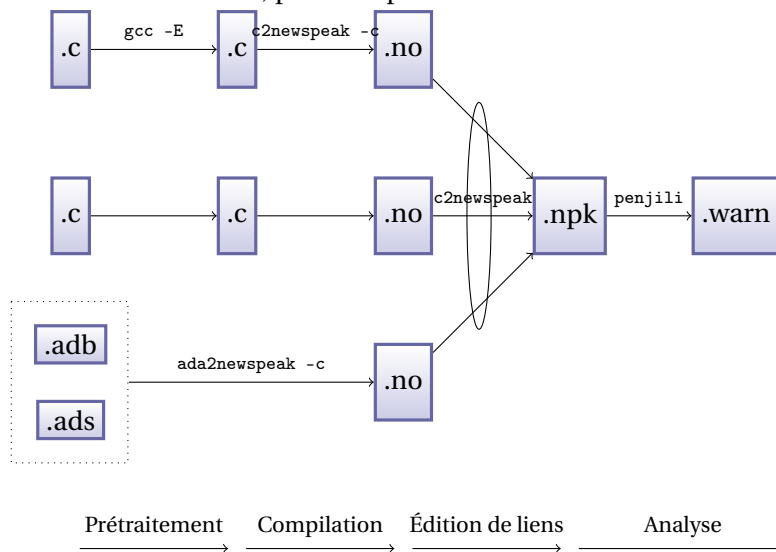 gcc -E
c2newspeak -c
.c
.c
.no
.c
.c
.no
c2newspeak
.npk
penjili
.warn
.adb
.ads
ada2newspeak -c
.no
Prétraitement
Compilation
Édition de liens
Analyse